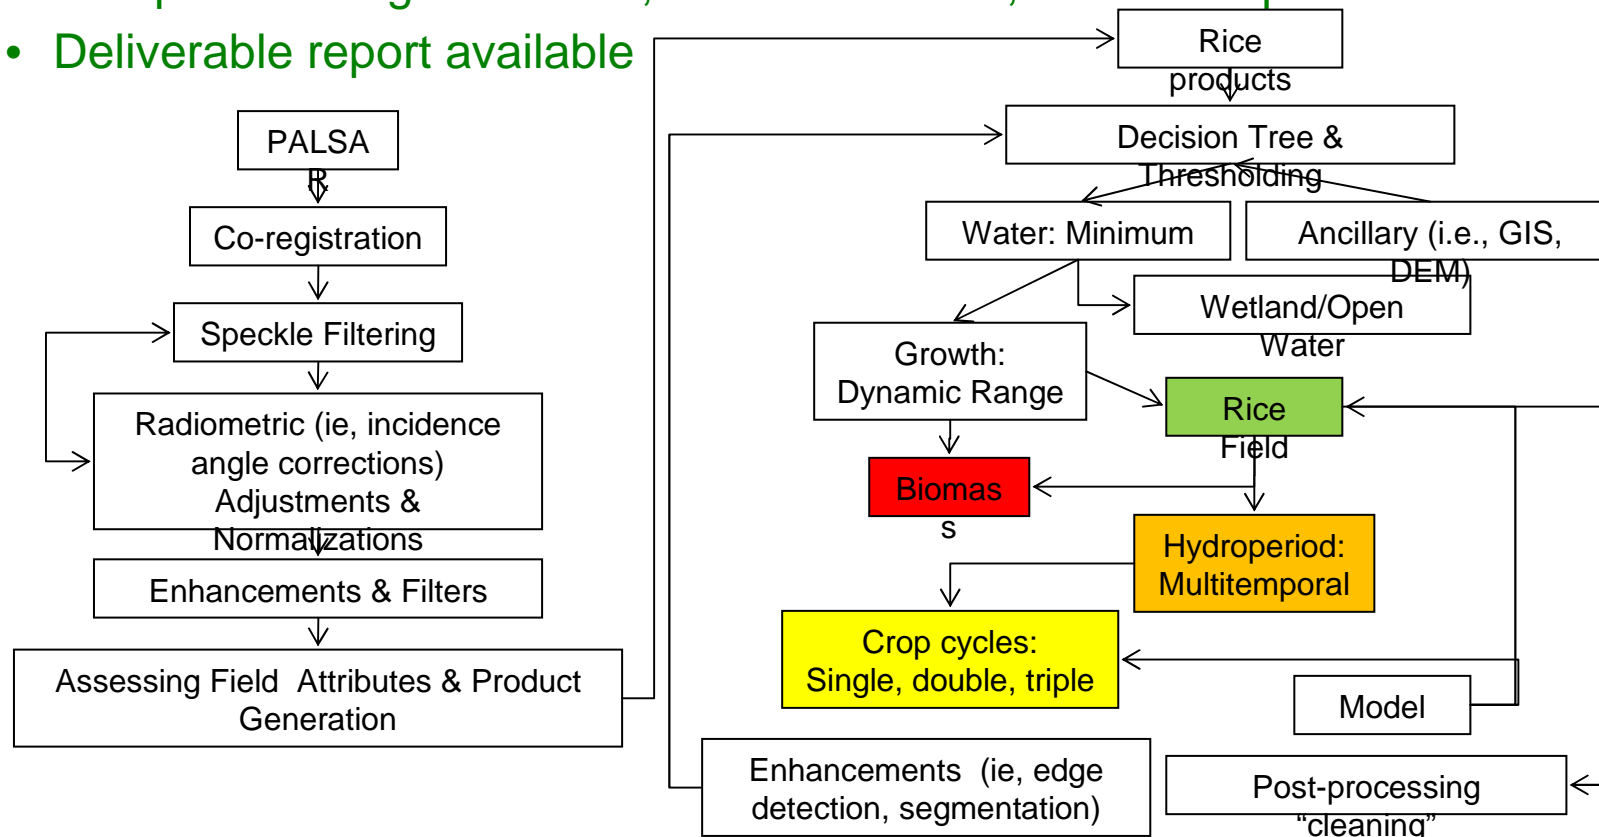 • Deliverable report available
PALSA
R
Co-registration
Speckle Filtering
Radiometric (ie, incidence
angle corrections)
Adjustments &
Normalizations
Enhancements & Filters
Assessing Field Attributes & Product
Generation
Rice
products
Decision Tree &
Thresholding
Water: Minimum
Ancillary (i.e., GIS,
DEM)
Wetland/Open
Water
Growth:
Dynamic Range
Rice
Field
Biomas
s
Hydroperiod:
Multitemporal
Crop cycles:
Single, double, triple
Model
Enhancements (ie, edge
detection, segmentation)
Post-processing
“cleaning”